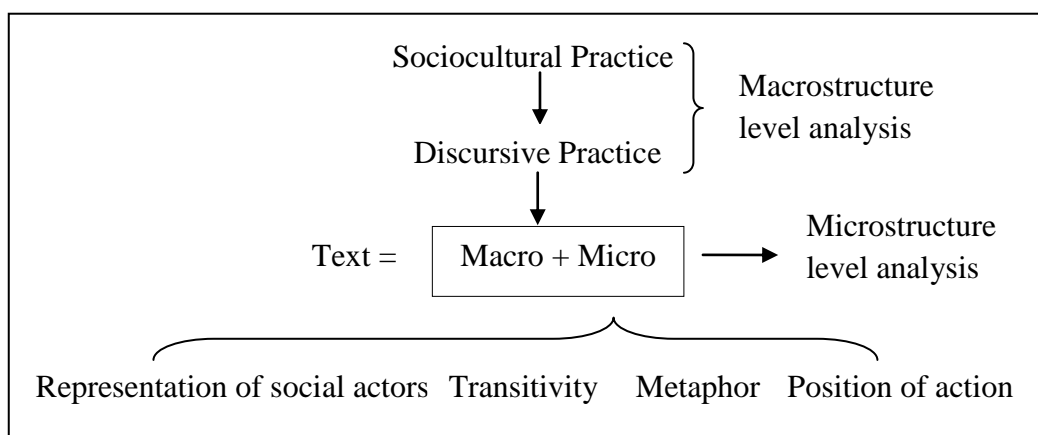 Sociocultural Practice
Macrostructure
level analysis
Discursive Practice
Text =
Macro + Micro
Microstructure
level analysis
Representation of social actors Transitivity Metaphor Position of action